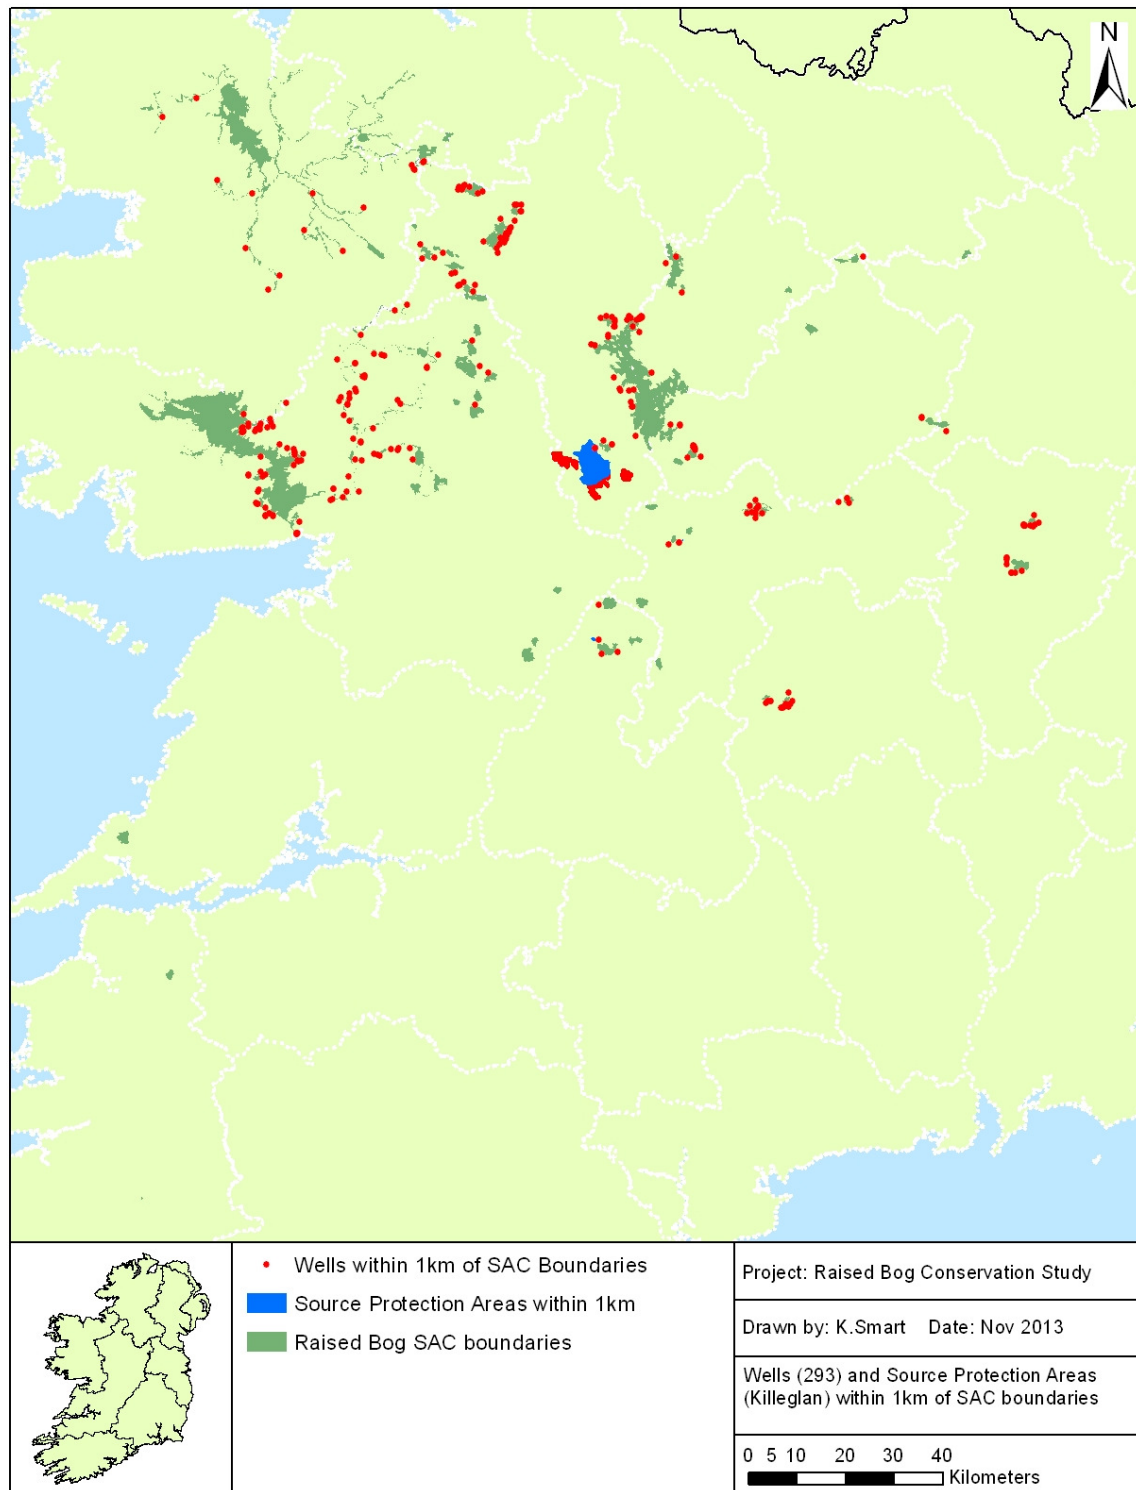 N
Wells within 1km of SAC Boundaries
Source Protection Areas within 1km
Raised Bog SAC boundaries
Project: Raised Bog Conservation Study
Drawn by: K.Smart Date: Nov 2013
Wells (293) and Source Protection Areas
(Killeglan) within 1km of SAC boundaries
0 5 10 20 30 40
Kilometers